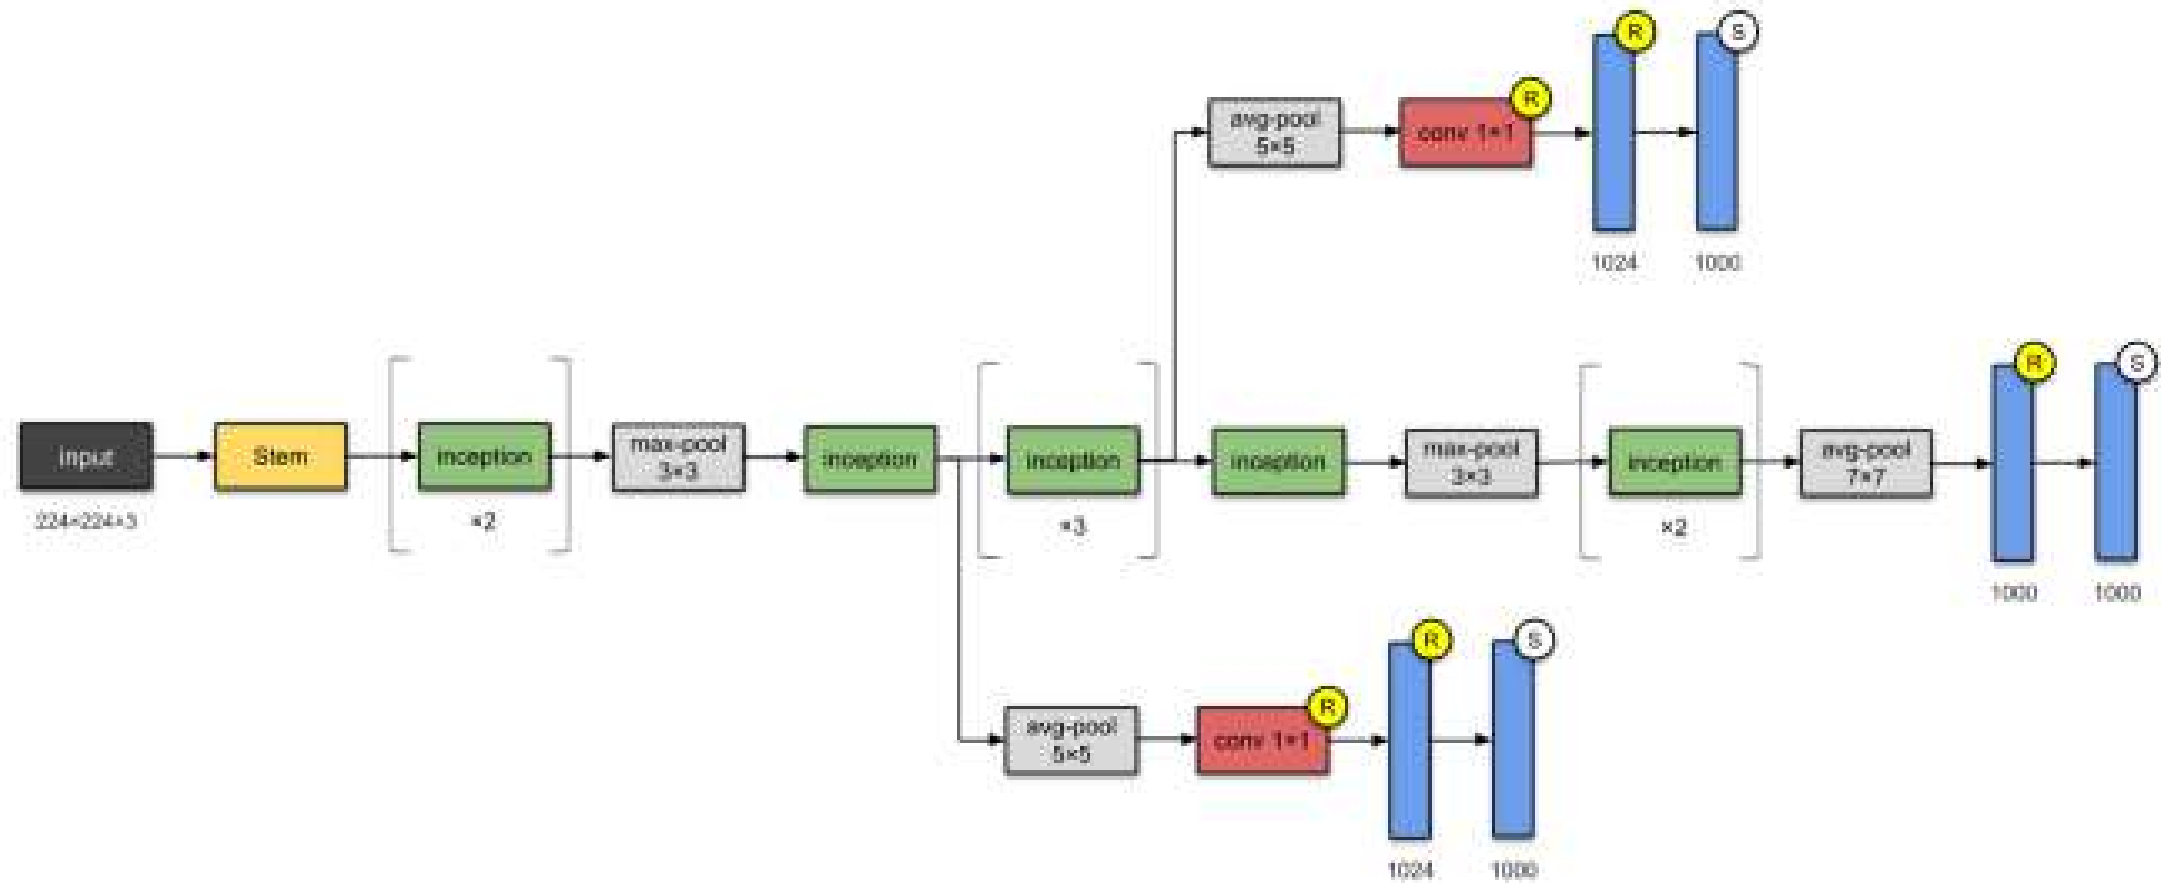 R
S
avg-pool
5×5
conv 1×1
R
1024
1000
input
224×224×3
Stem
inception
×2
max-pool
3×3
inception
inception
×3
inception
max-pool
3×3
inception
×2
avg-pool
7×7
R
S
1000
1000
avg-pool
5×5
conv 1×1
R
R
S
1024
1000